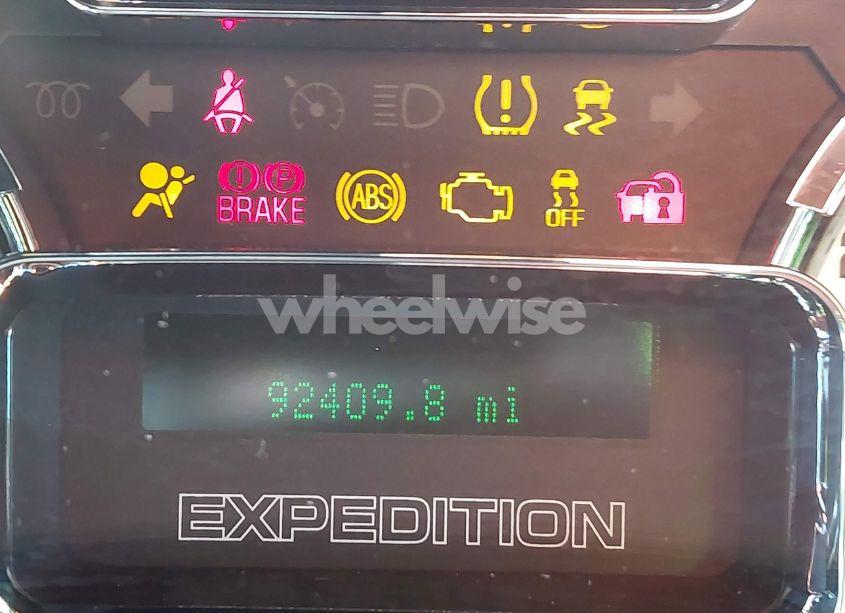 P
BRAKE
ABS
OFF
wheelwise
92409.8 mi
EXPEDITION